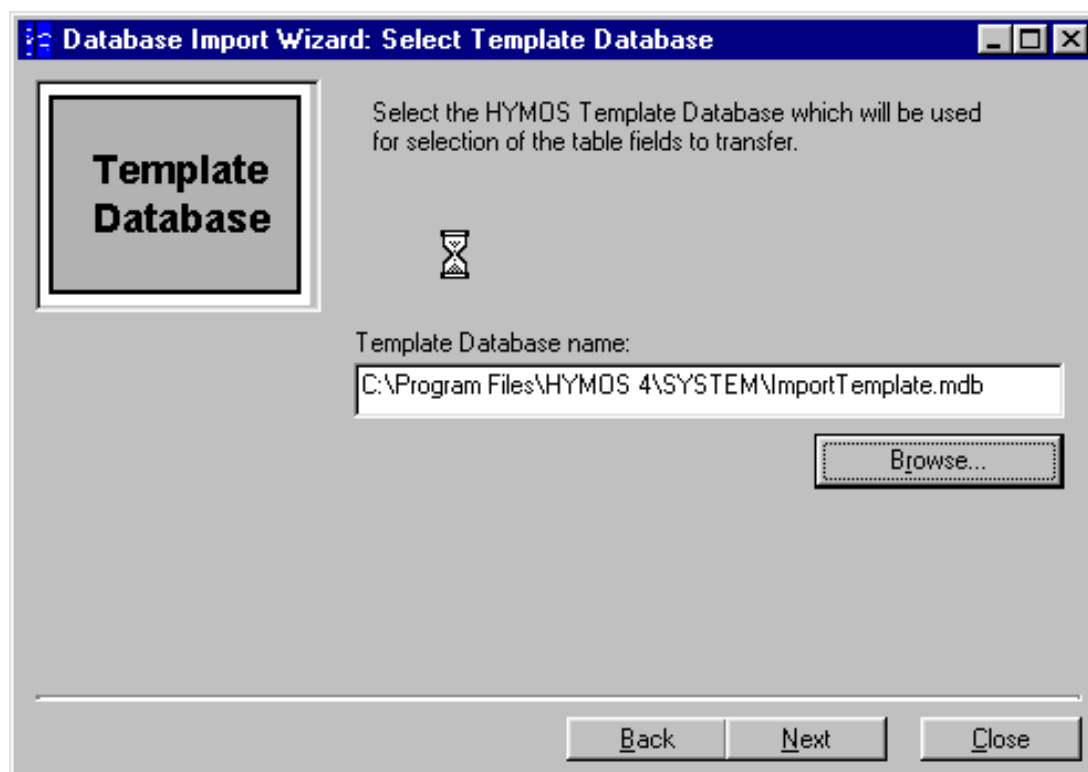 Database Import Wizard: Select Template Database
Template
Database
Select the HYMOS Template Database which will be used
for selection of the table fields to transfer.
Template Database name:
C:\Program Files\HYMOS 4\SYSTEM\ImportTemplate.mdb
Browse...
Back
Next
Close